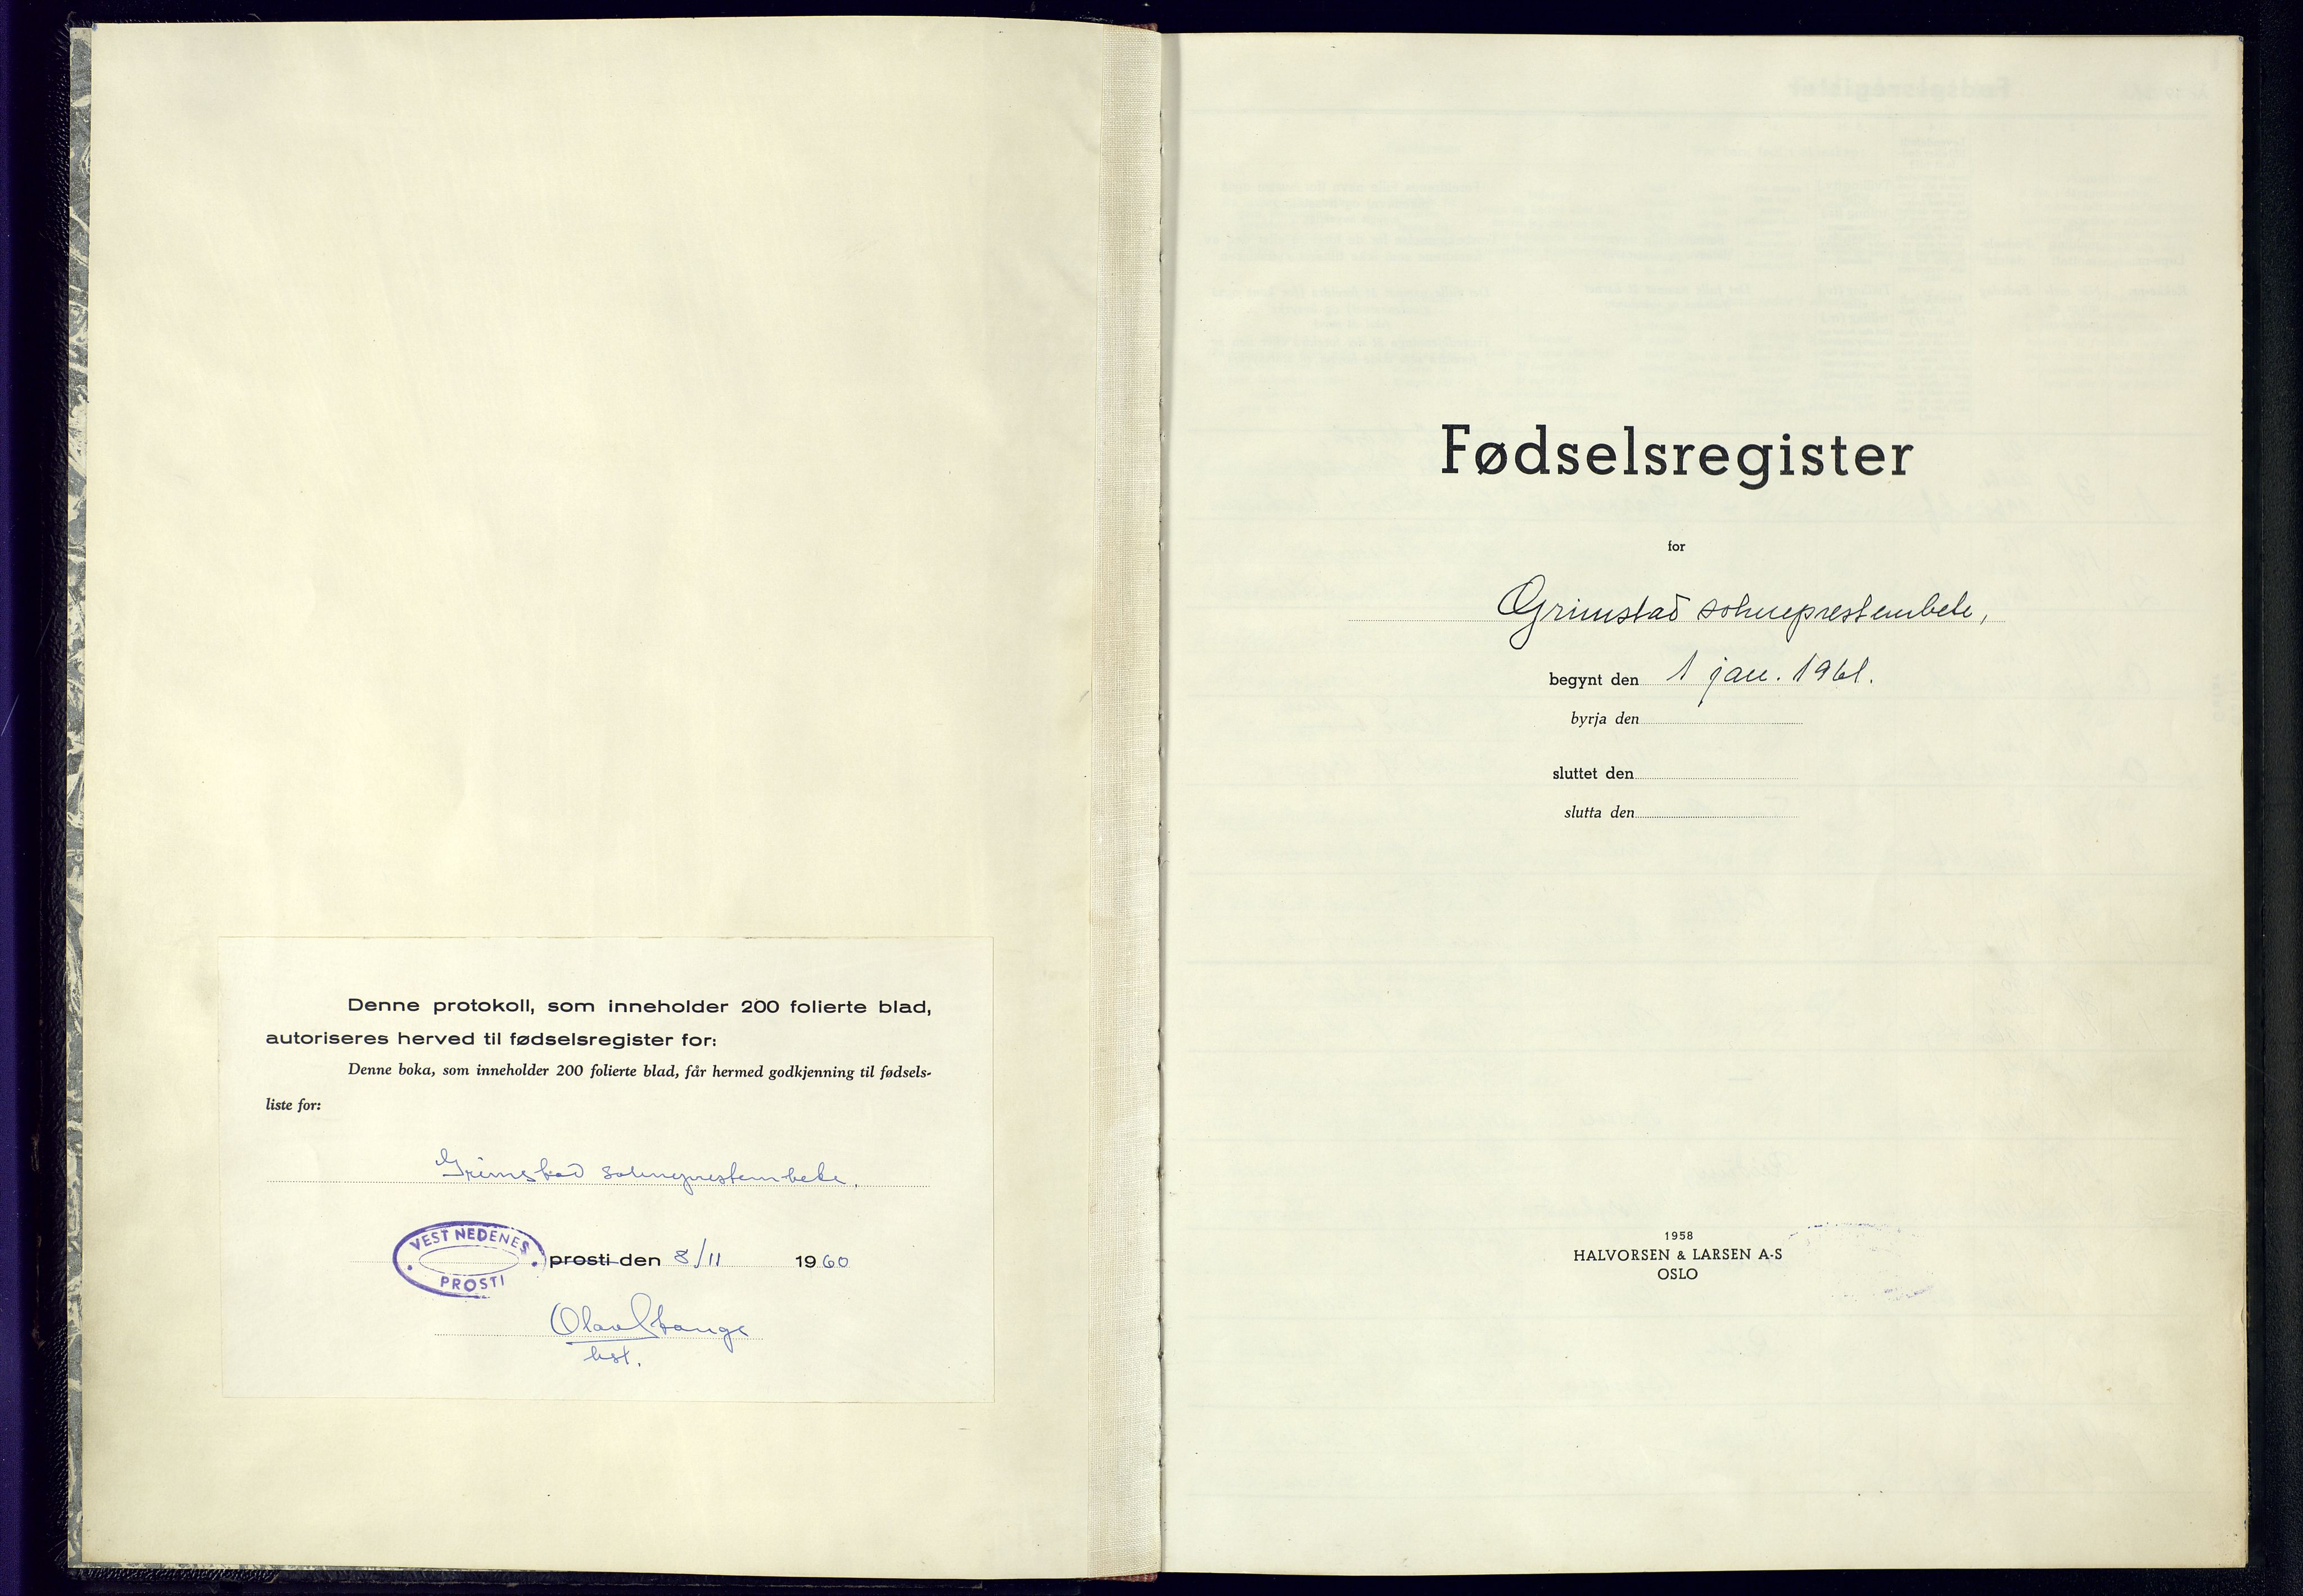 Denne protokoll, som inneholder 200 folierte blad,
autoriseres herved til fødselsregister for:
Denne boka, som inneholder 200 folierte blad, får hermed godkjenning til fødsels-
liste for:
Grimstad sokneprestembete.
VEST NEDENES
PROSTI
prosti den 8/11 1960
Olav Stange
kst.
Fødselsregister
for
Grimstad sokneprestembete,
begynt den 1 jan. 1961.
byrja den
sluttet den
slutta den
1958
HALVORSEN & LARSEN A-S
OSLO